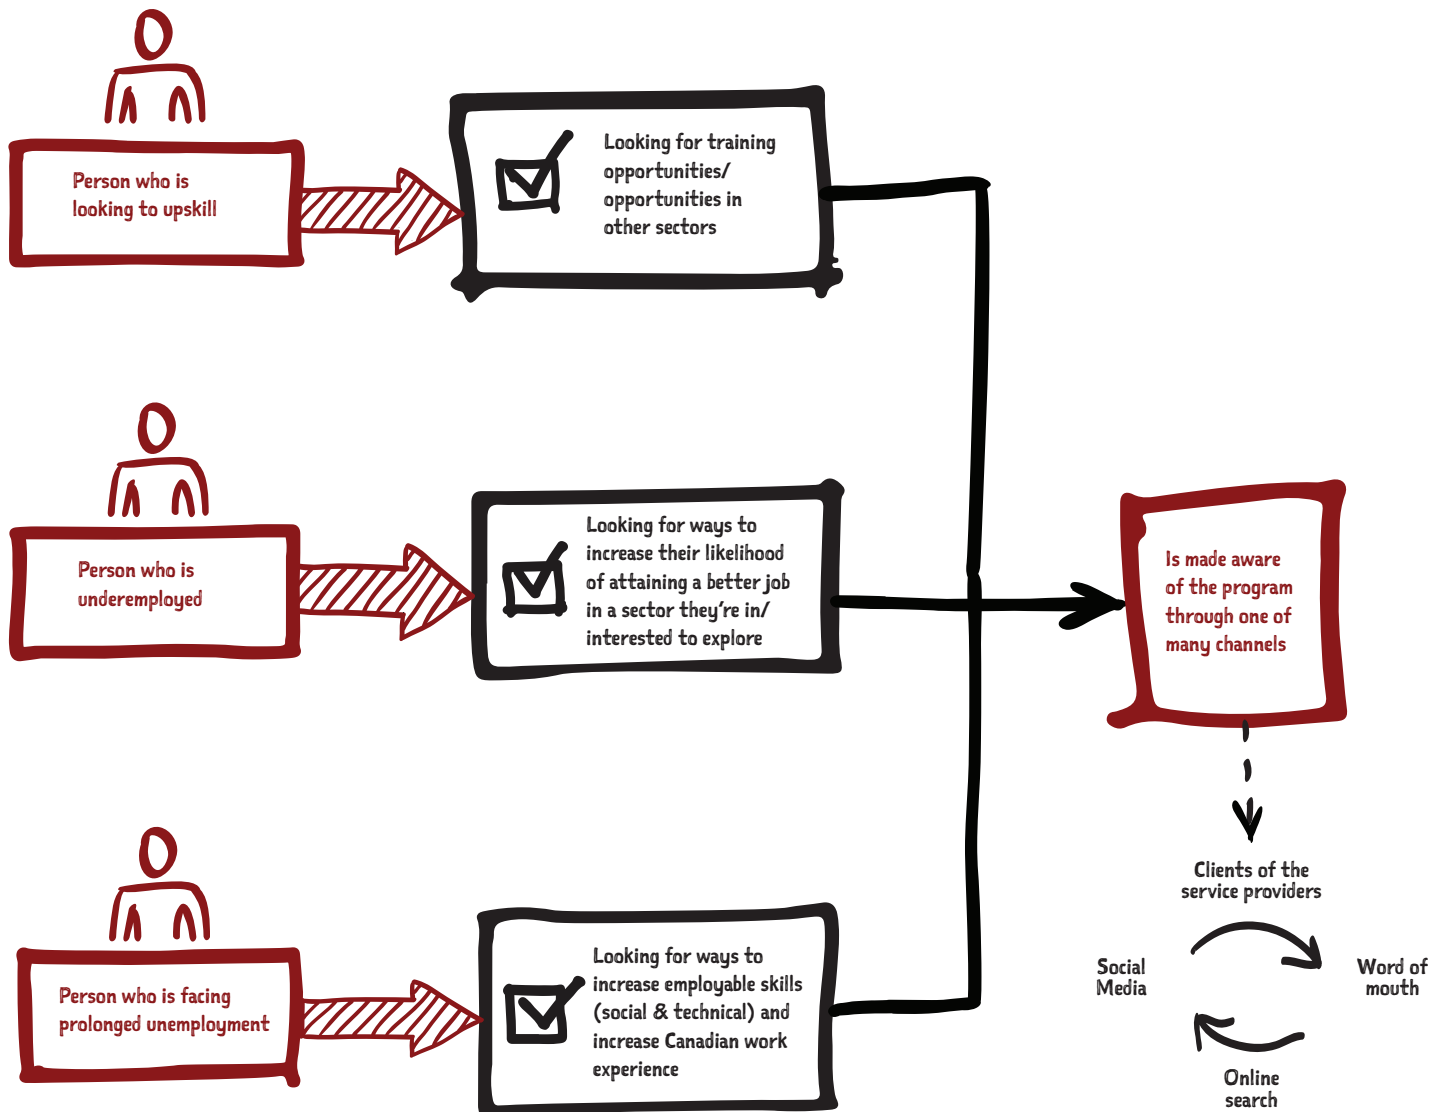 Person who is
looking to upskill
Looking for training
opportunities/
opportunities in
other sectors
Person who is
underemployed
Looking for ways to
increase their likelihood
of attaining a better job
in a sector they're in/
interested to explore
Is made aware
of the program
through one of
many channels
Person who is facing
prolonged unemployment
Looking for ways to
increase employable skills
(social & technical) and
increase Canadian work
experience
Clients of the
service providers
Social
Media
Word of
mouth
Online
search